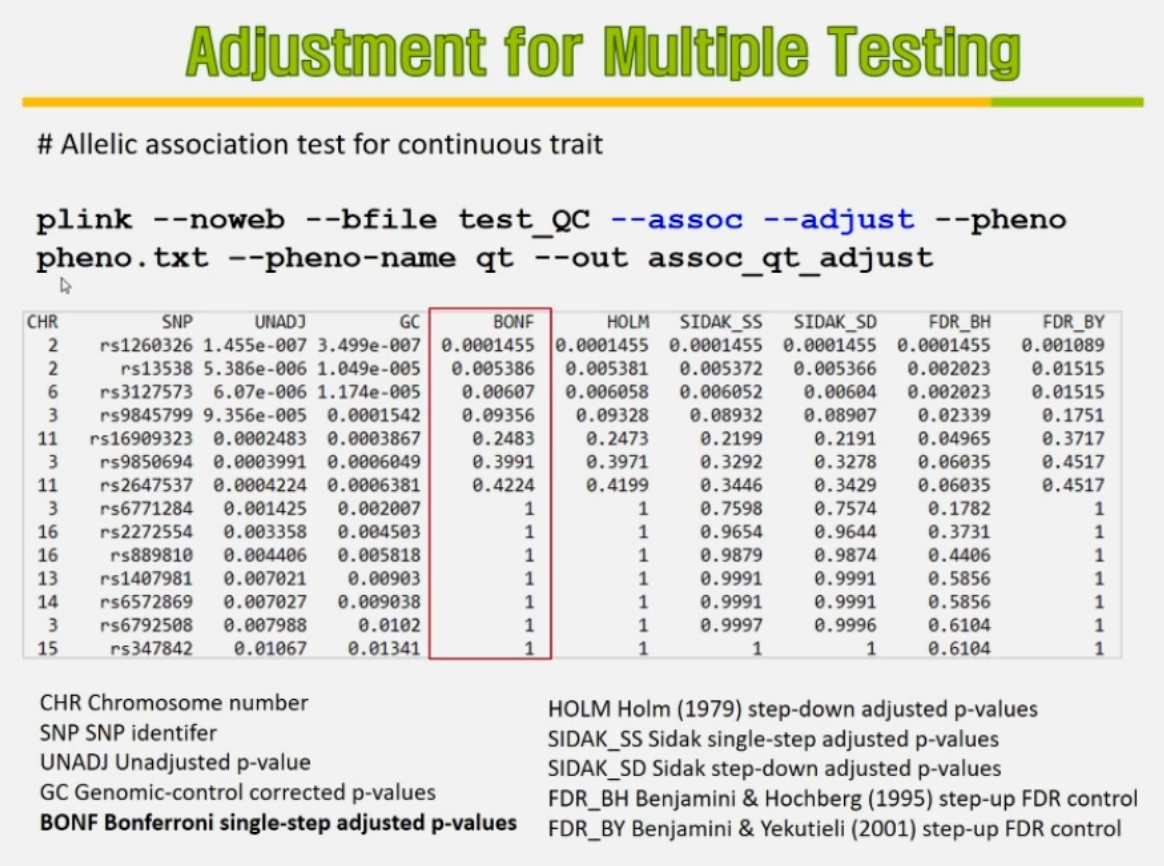 Adjustment for Multiple Testing
# Allelic association test for continuous trait
plink --noweb --bfile test_QC --assoc --adjust --pheno
pheno.txt –-pheno-name qt --out assoc_qt_adjust
CHR SNP UNADJ GC BONF HOLM SIDAK_SS SIDAK_SD FDR_BH FDR_BY
2 rs1260326 1.455e-007 3.499e-007 0.0001455 0.0001455 0.0001455 0.0001455 0.0001455 0.001089
2 rs13538 5.386e-006 1.049e-005 0.005386 0.005381 0.005372 0.005366 0.002023 0.01515
6 rs3127573 6.07e-006 1.174e-005 0.00607 0.006058 0.006052 0.00604 0.002023 0.01515
3 rs9845799 9.356e-005 0.0001542 0.09356 0.09328 0.08932 0.08907 0.02339 0.1751
11 rs16909323 0.0002483 0.0003867 0.2483 0.2473 0.2199 0.2191 0.04965 0.3717
3 rs9850694 0.0003991 0.0006049 0.3991 0.3971 0.3292 0.3278 0.06035 0.4517
11 rs2647537 0.0004224 0.0006381 0.4224 0.4199 0.3446 0.3429 0.06035 0.4517
3 rs6771284 0.001425 0.002007 1 1 0.7598 0.7574 0.1782 1
16 rs2272554 0.003358 0.004503 1 1 0.9654 0.9644 0.3731 1
16 rs889810 0.004406 0.005818 1 1 0.9879 0.9874 0.4406 1
13 rs1407981 0.007021 0.00903 1 1 0.9991 0.9991 0.5856 1
14 rs6572869 0.007027 0.009038 1 1 0.9991 0.9991 0.5856 1
3 rs6792508 0.007988 0.0102 1 1 0.9997 0.9996 0.6104 1
15 rs347842 0.01067 0.01341 1 1 1 1 0.6104 1
CHR Chromosome number
SNP SNP identifer
UNADJ Unadjusted p-value
GC Genomic-control corrected p-values
BONF Bonferroni single-step adjusted p-values
HOLM Holm (1979) step-down adjusted p-values
SIDAK_SS Sidak single-step adjusted p-values
SIDAK_SD Sidak step-down adjusted p-values
FDR_BH Benjamini & Hochberg (1995) step-up FDR control
FDR_BY Benjamini & Yekutieli (2001) step-up FDR control